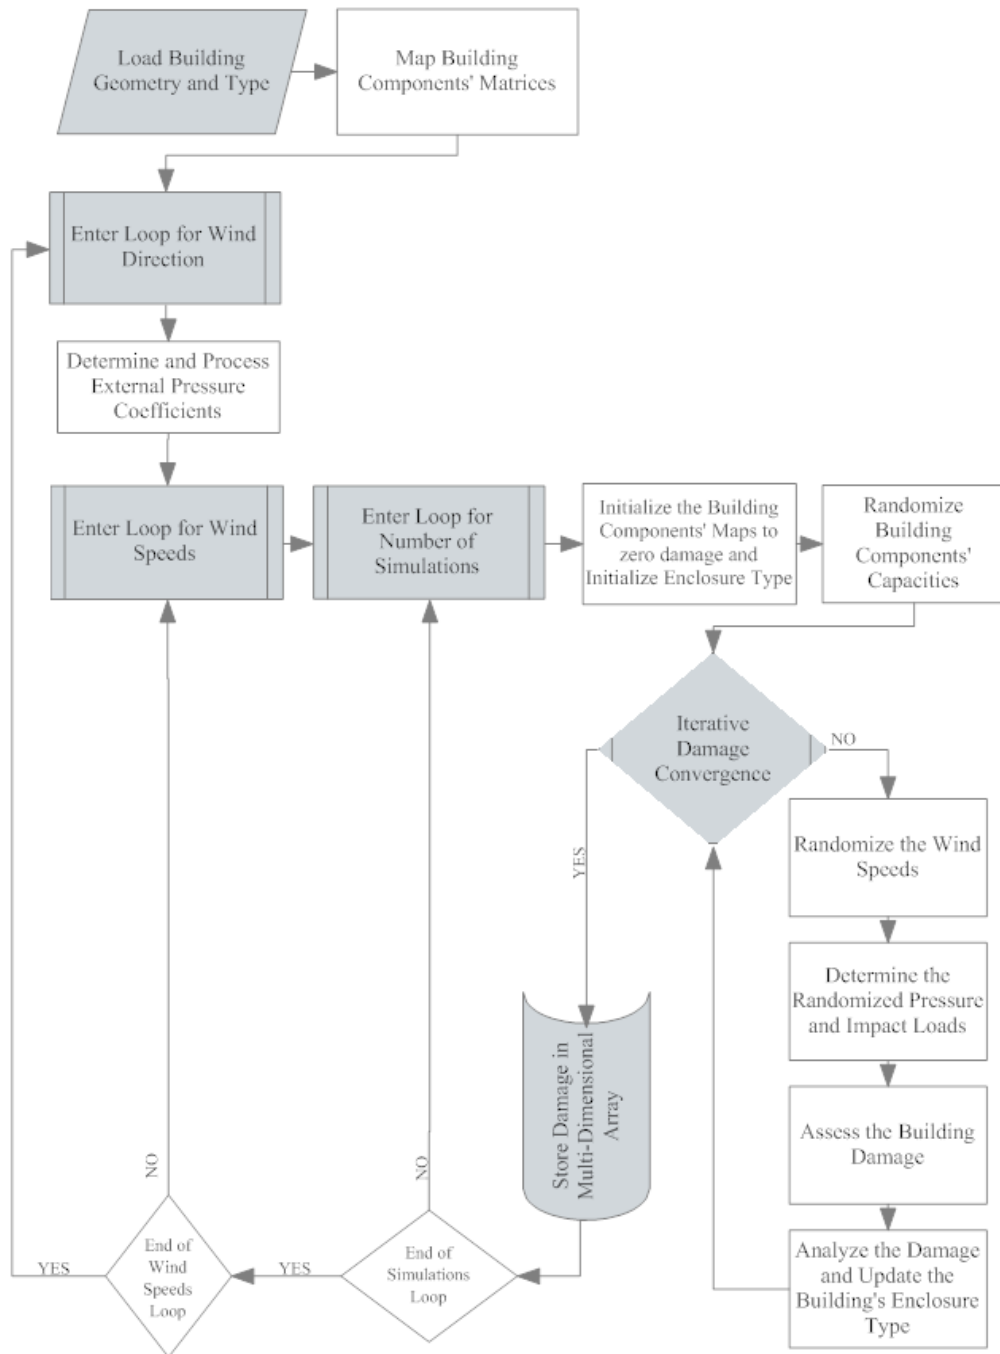 Load Building
Geometry and Type
Map Building
Components' Matrices
Enter Loop for Wind
Direction
Determine and Process
External Pressure
Coefficients
Enter Loop for Wind
Speeds
Enter Loop for
Number of
Simulations
Initialize the Building
Components' Maps to
zero damage and
Initialize Enclosure Type
Randomize
Building
Components'
Capacities
Iterative
Damage
Convergence
NO
YES
Randomize the Wind
Speeds
Determine the
Randomized Pressure
and Impact Loads
Assess the Building
Damage
Analyze the Damage
and Update the
Building's Enclosure
Type
Store Damage in
Multi-Dimensional
Array
End of
Simulations
Loop
NO
YES
End of
Wind
Speeds
Loop
NO
YES